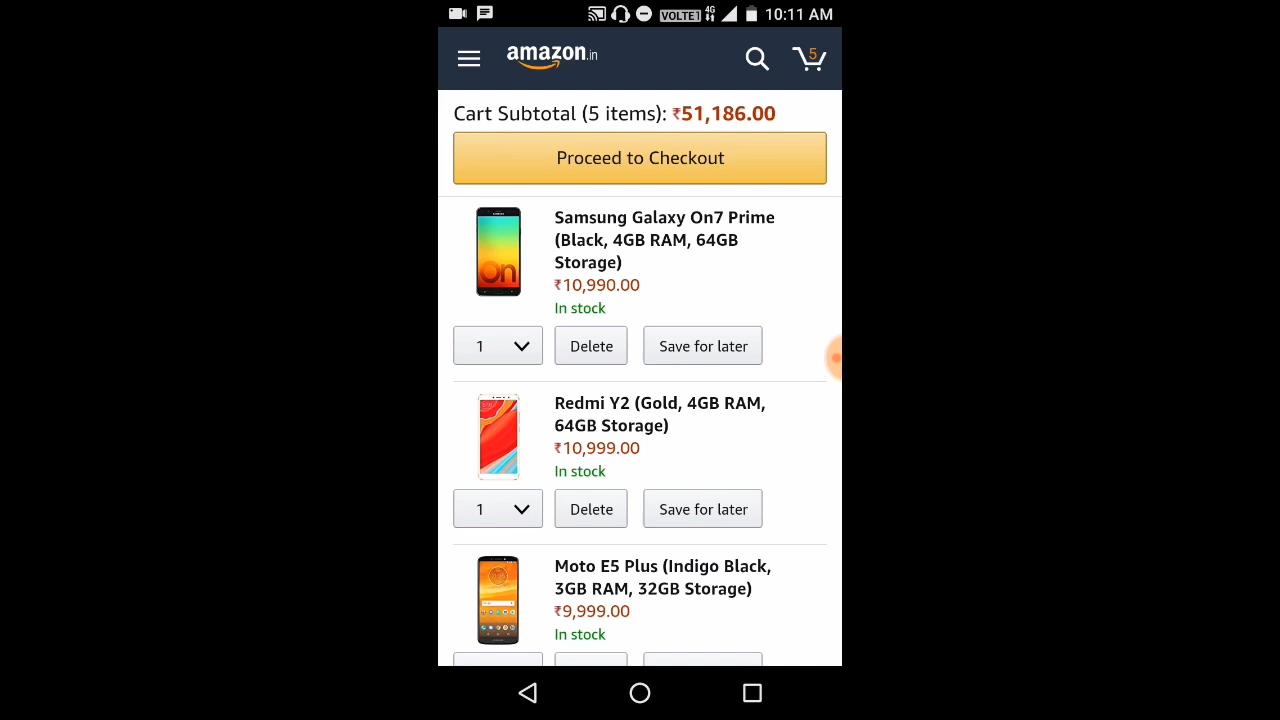 VOLTE1 4G 10:11 AM
amazon.in
5
Cart Subtotal (5 items): ₹51,186.00
Proceed to Checkout
Samsung Galaxy On7 Prime
(Black, 4GB RAM, 64GB
Storage)
₹10,990.00
In stock
1 Delete Save for later
On
Redmi Y2 (Gold, 4GB RAM,
64GB Storage)
₹10,999.00
In stock
1 Delete Save for later
Moto E5 Plus (Indigo Black,
3GB RAM, 32GB Storage)
₹9,999.00
In stock